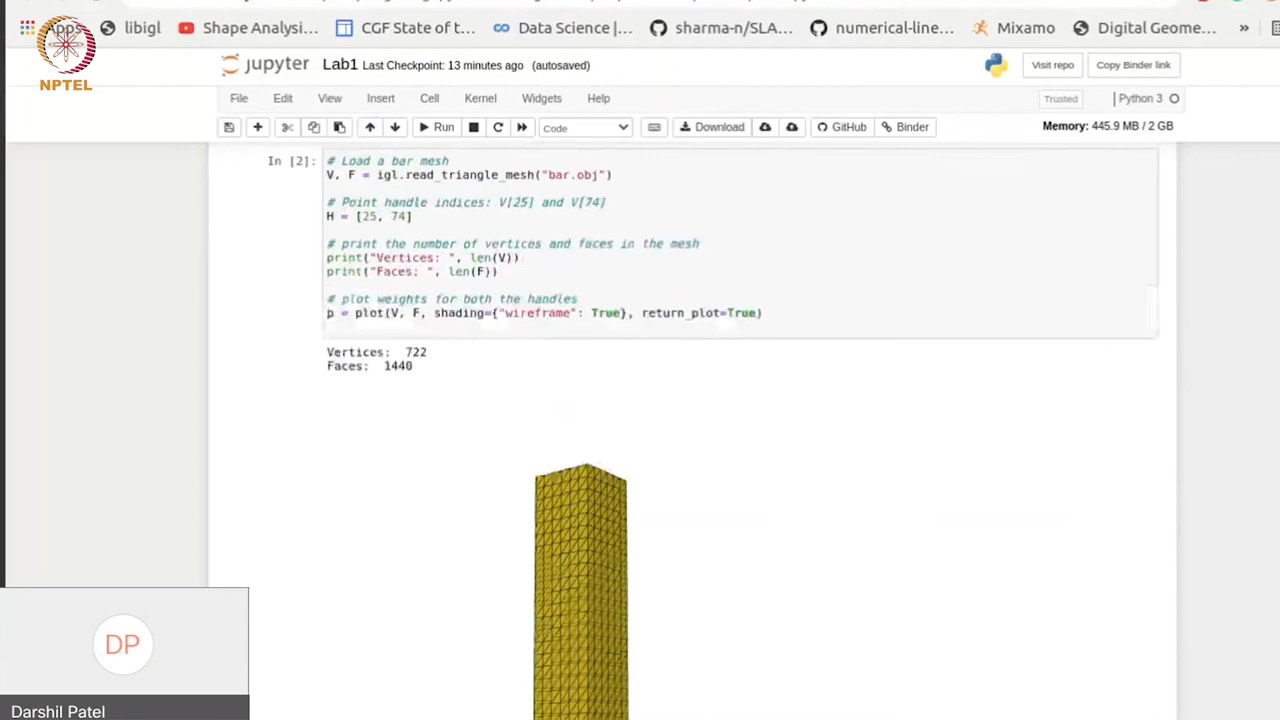 Apps
libigl
Shape Analysi...
CGF State of t...
Data Science |...
sharma-n/SLA...
numerical-line...
Mixamo
Digital Geome...
»
NPTEL
jupyter Lab1 Last Checkpoint: 13 minutes ago (autosaved)
Visit repo
Copy Binder link
File Edit View Insert Cell Kernel Widgets Help
Trusted
Python 3
Run
Code
Download
GitHub
Binder
Memory: 445.9 MB / 2 GB
In [2]:
# Load a bar mesh
V, F = igl.read_triangle_mesh("bar.obj")
# Point handle indices: V[25] and V[74]
H = [25, 74]
# print the number of vertices and faces in the mesh
print("Vertices: ", len(V))
print("Faces: ", len(F))
# plot weights for both the handles
p = plot(V, F, shading={"wireframe": True}, return_plot=True)
Vertices:  722
Faces:  1440
DP
Darshil Patel